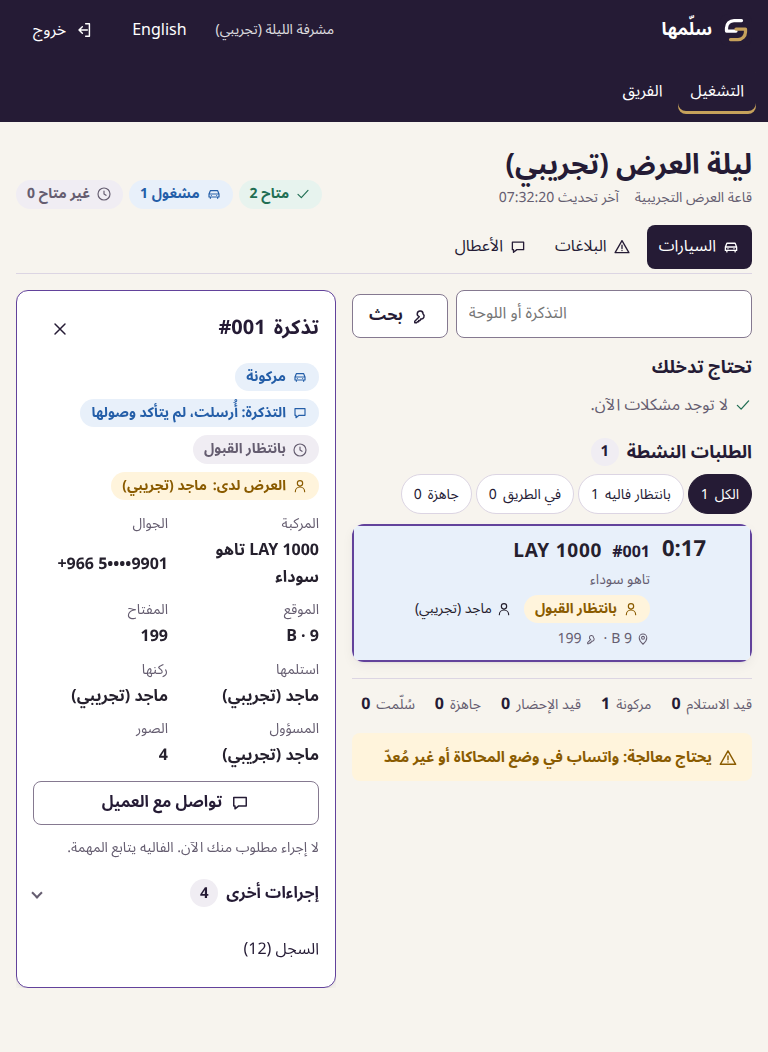 سلّمها
مشرفة الليلة (تجريبي)
English
خروج
التشغيل
الفريق
ليلة العرض (تجريبي)
قاعة العرض التجريبية آخر تحديث 07:32:20
متاح 2
مشغول 1
غير متاح 0
السيارات
البلاغات
الأعطال
التذكرة أو اللوحة
بحث
تحتاج تدخلك
لا توجد مشكلات الآن.
الطلبات النشطة 1
الكل 1
بانتظار فاليه 1
في الطريق 0
جاهزة 0
0:17 #001 LAY 1000
تاهو سوداء
بانتظار القبول
ماجد (تجريبي)
B 9 · 199
قيد الاستلام 0
مركونة 1
قيد الإحضار 0
جاهزة 0
سُلّمت 0
يحتاج معالجة: واتساب في وضع المحاكاة أو غير مُعدّ
تذكرة #001
مركونة
التذكرة: أُرسلت، لم يتأكد وصولها
بانتظار القبول
العرض لدى: ماجد (تجريبي)
المركبة
LAY 1000 تاهو
سوداء
الجوال
+966 5••••9901
الموقع
B · 9
المفتاح
199
استلمها
ماجد (تجريبي)
ركنها
ماجد (تجريبي)
المسؤول
ماجد (تجريبي)
الصور
4
تواصل مع العميل
لا إجراء مطلوب منك الآن. الفاليه يتابع المهمة.
إجراءات أخرى 4
السجل (12)